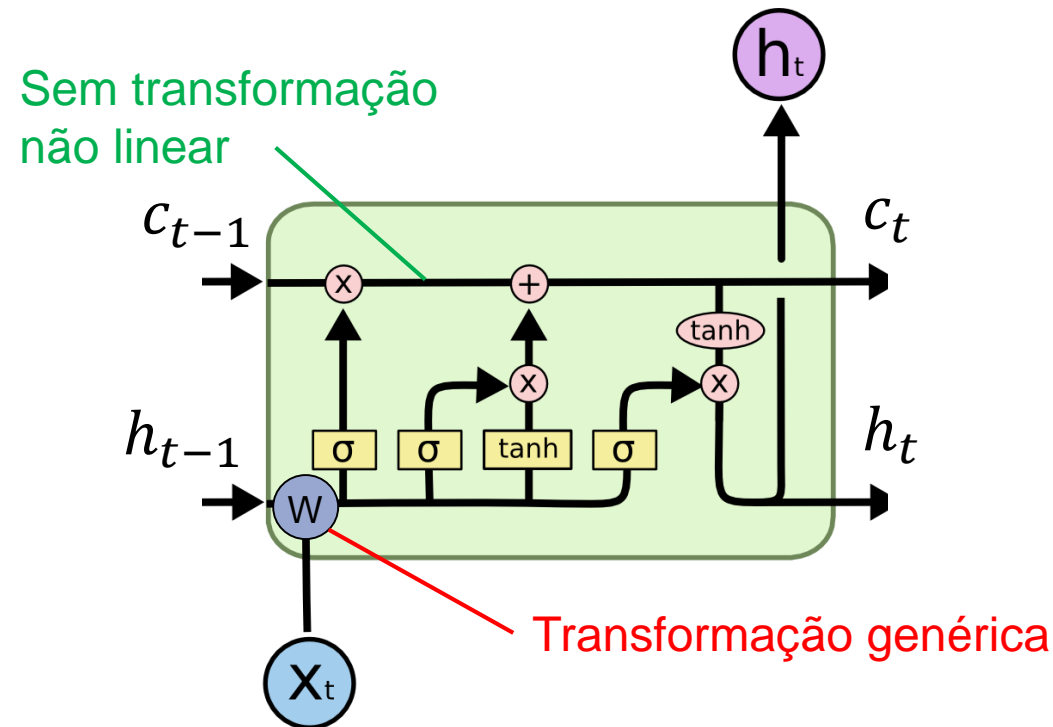 h_t
Sem transformação
não linear
c_{t-1}
c_t
x
+
tanh
x
x
h_{t-1}
h_t
σ
σ
tanh
σ
W
Transformação genérica
X_t